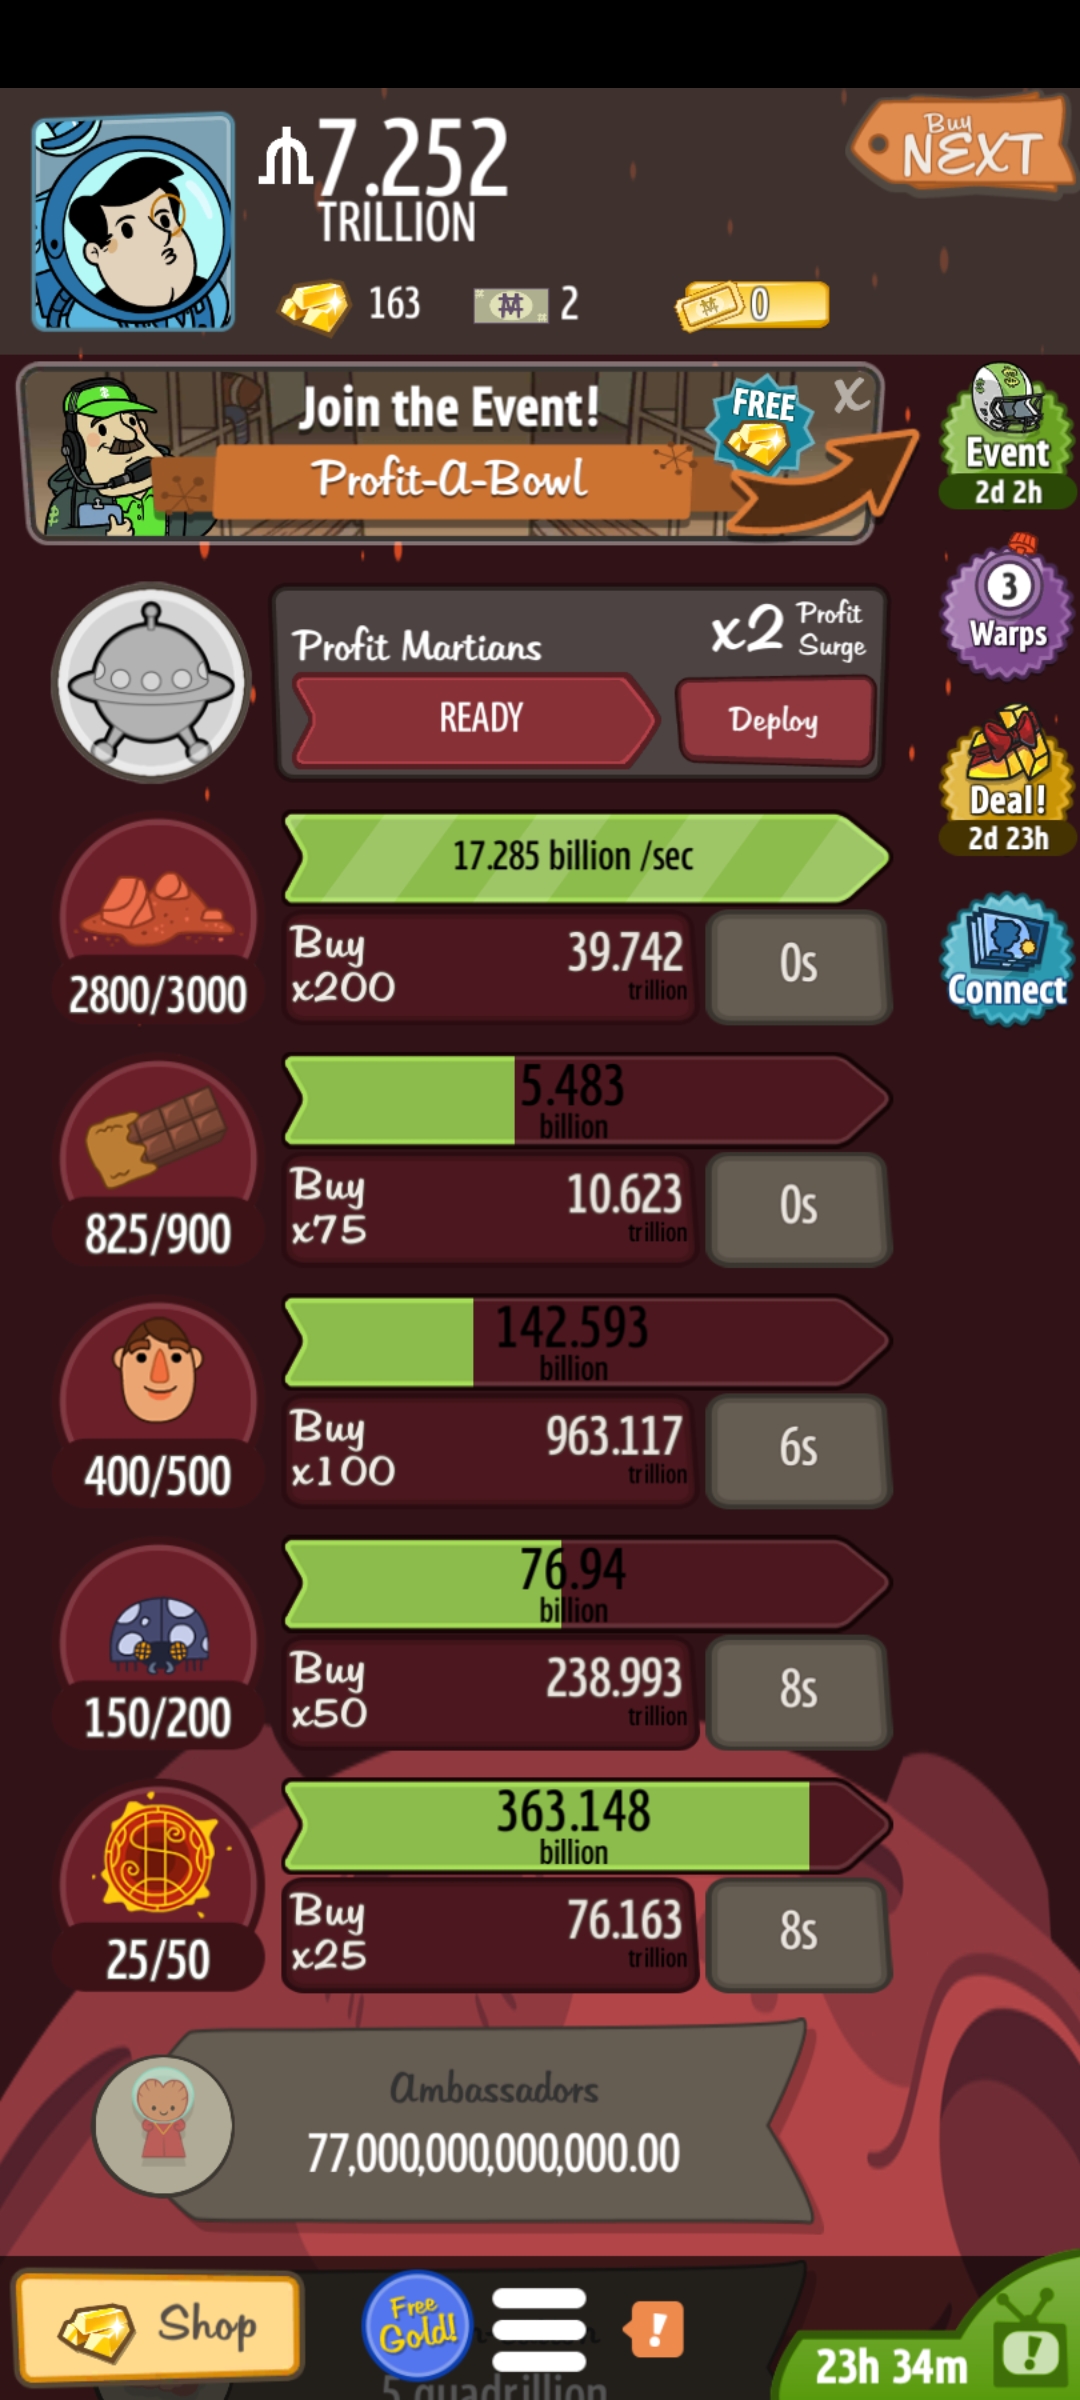 Buy
NEXT
7.252
TRILLION
163
2
0
Join the Event!
FREE
X
Profit-A-Bowl
Event
2d 2h
3
Warps
Profit Martians
x2 Profit
Surge
READY
Deploy
Deal!
2d 23h
17.285 billion /sec
Buy
x200
39.742
trillion
0s
2800/3000
Connect
5.483
billion
Buy
x75
10.623
trillion
0s
825/900
142.593
billion
Buy
x100
963.117
trillion
6s
400/500
76.94
billion
Buy
x50
238.993
trillion
8s
150/200
363.148
billion
Buy
x25
76.163
trillion
8s
25/50
Ambassadors
77,000,000,000,000.00
Shop
Free
Gold!
!
!
23h 34m
5 quadrillion